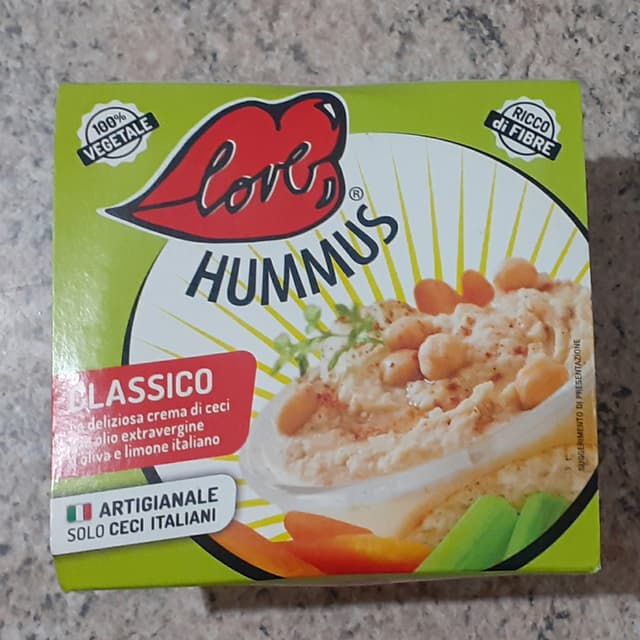 100%
VEGETALE
RICCO
di FIBRE
love®
HUMMUS
CLASSICO
deliziosa crema di ceci
olio extravergine
oliva e limone italiano
ARTIGIANALE
SOLO CECI ITALIANI
SUGGERIMENTO DI PRESENTAZIONE